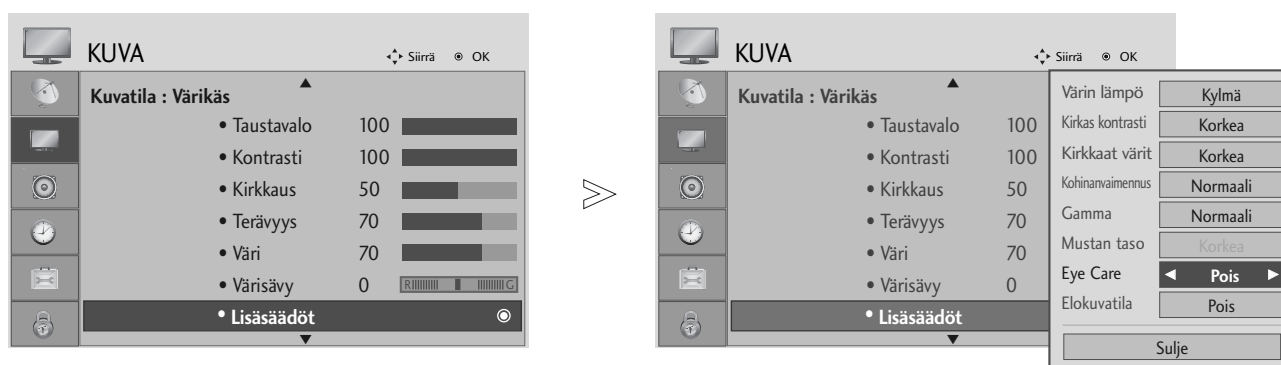 KUVA
Siirrä OK
Kuvatila : Värikäs
• Taustavalo 100
• Kontrasti 100
• Kirkkaus 50
• Terävyys 70
• Väri 70
• Värisävy 0 R G
• Lisäsäädöt
KUVA
Siirrä OK
Kuvatila : Värikäs
• Taustavalo 100
• Kontrasti 100
• Kirkkaus 50
• Terävyys 70
• Väri 70
• Värisävy 0
• Lisäsäädöt
Värin lämpö Kylmä
Kirkas kontrasti Korkea
Kirkkaat värit Korkea
Kohinanvaimennus Normaali
Gamma Normaali
Mustan taso Korkea
Eye Care ◄ Pois ►
Elokuvatila Pois
Sulje